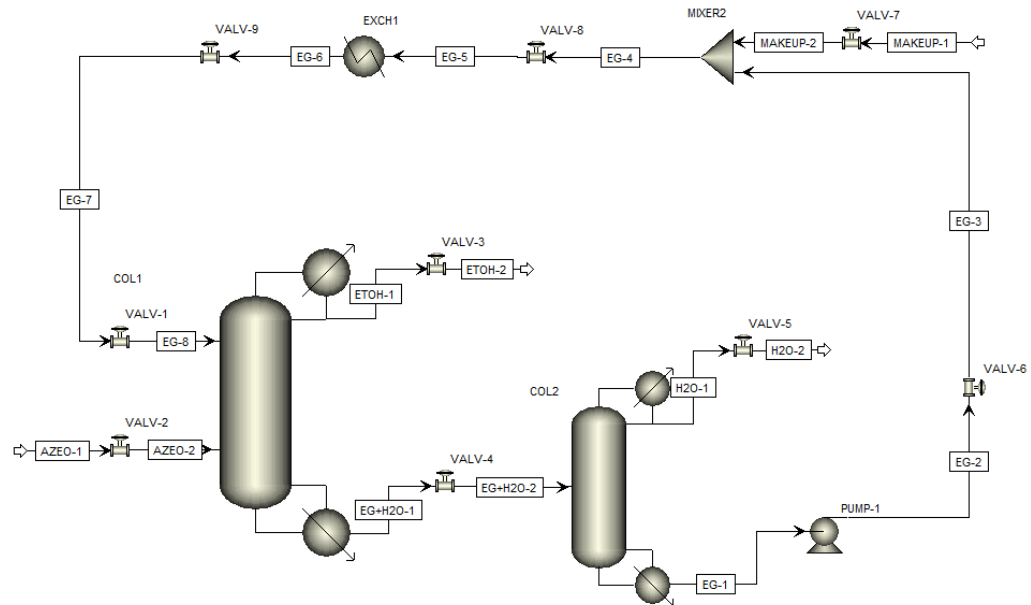 MIXER2
VALV-7
EXCH1
VALV-9
VALV-8
MAKEUP-2
MAKEUP-1
EG-6
EG-5
EG-4
EG-7
EG-3
VALV-3
COL1
ETOH-2
ETOH-1
VALV-1
VALV-5
EG-8
H2O-2
VALV-6
H2O-1
COL2
VALV-2
AZEO-1
AZEO-2
VALV-4
EG-2
EG+H2O-2
EG+H2O-1
PUMP-1
EG-1